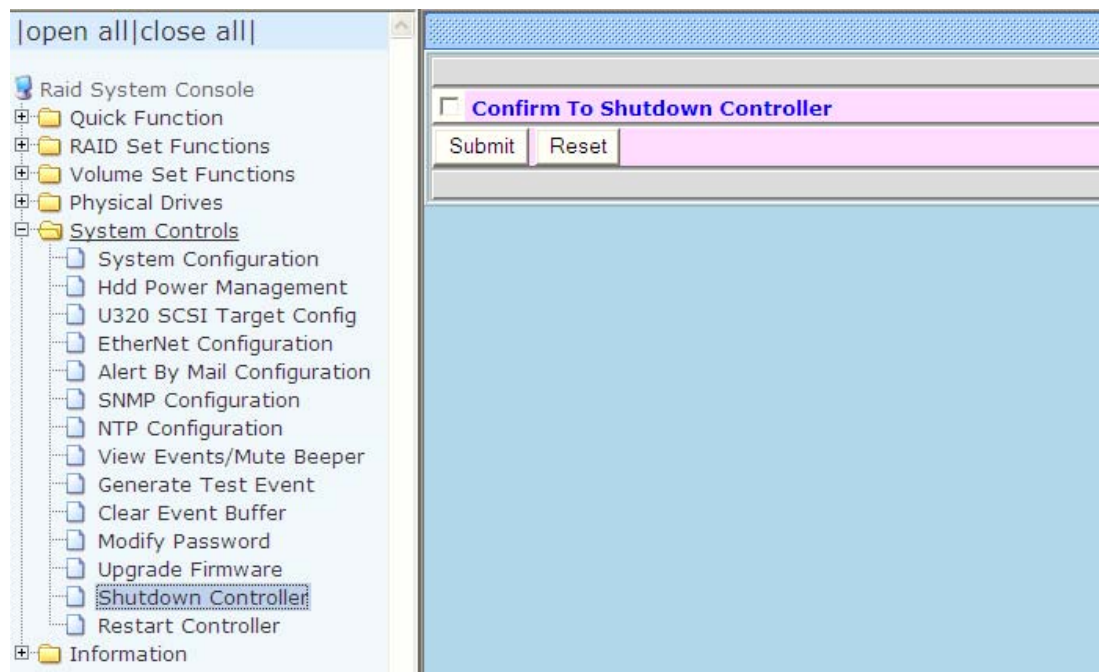 |open all|close all|
Raid System Console
Quick Function
RAID Set Functions
Volume Set Functions
Physical Drives
System Controls
System Configuration
Hdd Power Management
U320 SCSI Target Config
EtherNet Configuration
Alert By Mail Configuration
SNMP Configuration
NTP Configuration
View Events/Mute Beeper
Generate Test Event
Clear Event Buffer
Modify Password
Upgrade Firmware
Shutdown Controller
Restart Controller
Information
Confirm To Shutdown Controller
Submit Reset